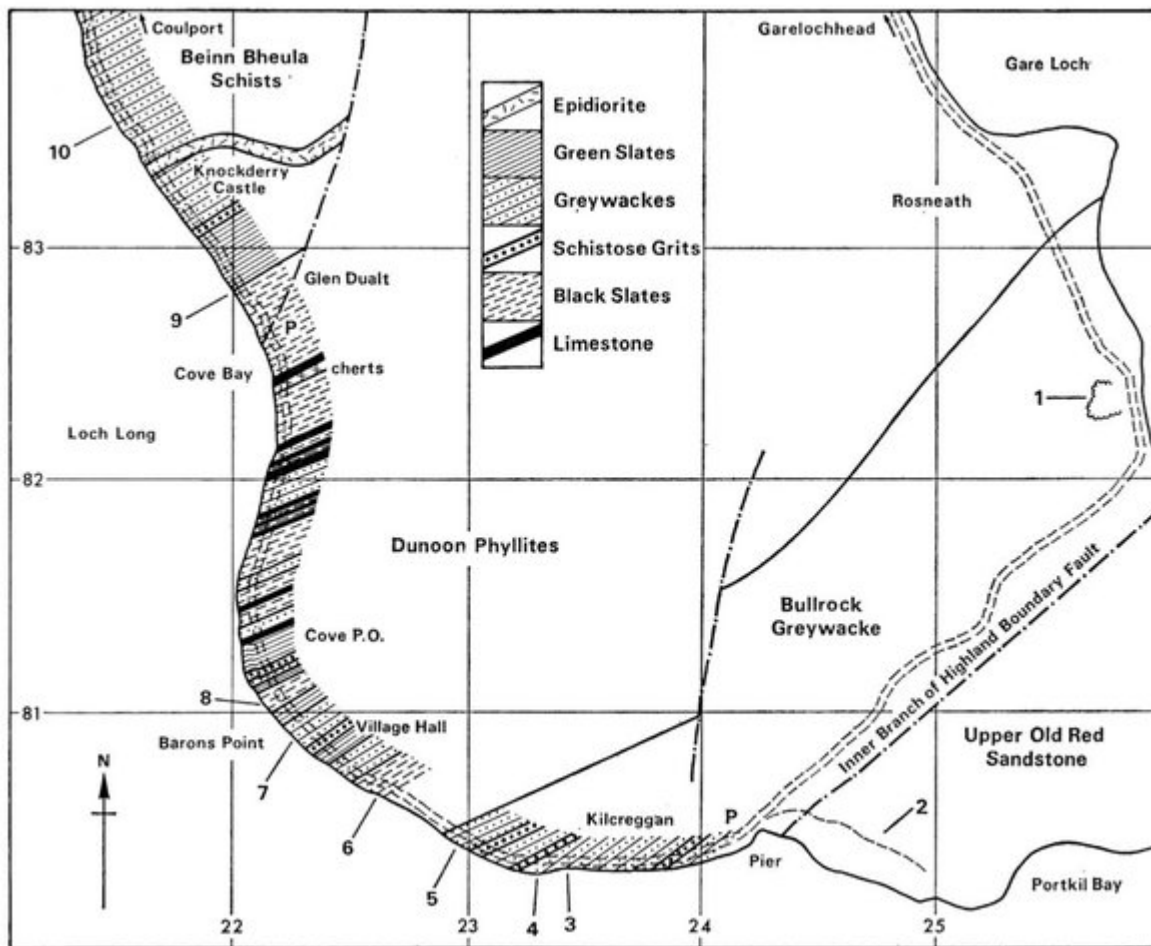 Coulport
Beinn Bheula
Schists
Garelochhead
Gare Loch
Epidiorite
Green Slates
Greywackes
Schistose Grits
Black Slates
Limestone
10
Knockderry
Castle
Rosneath
83
Glen Dualt
9
P
Cove Bay
cherts
1
Loch Long
82
Dunoon Phyllites
Bullrock
Greywacke
Inner Branch of Highland Boundary Fault
Cove P.O.
8
81
Village Hall
Barons Point
7
Upper Old Red
Sandstone
N
6
Kilcreggan
P
2
5
Pier
4
3
Portkil Bay
22
23
24
25